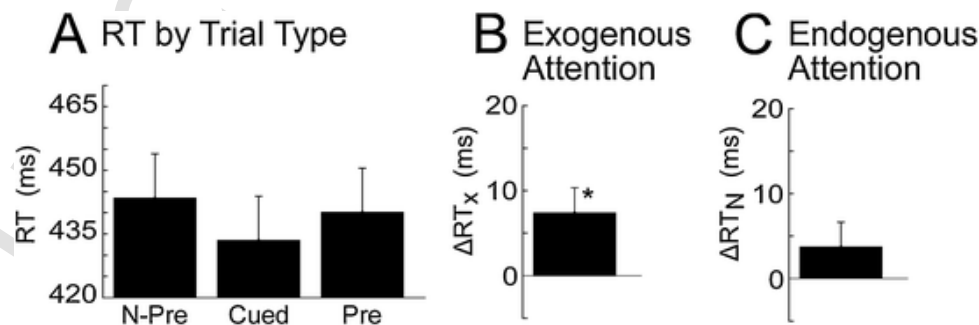 A RT by Trial Type
RT (ms)
465
450
435
420
N-Pre Cued Pre
B Exogenous
Attention
ΔRTx (ms)
20
10
0
*
C Endogenous
Attention
ΔRTN (ms)
20
10
0